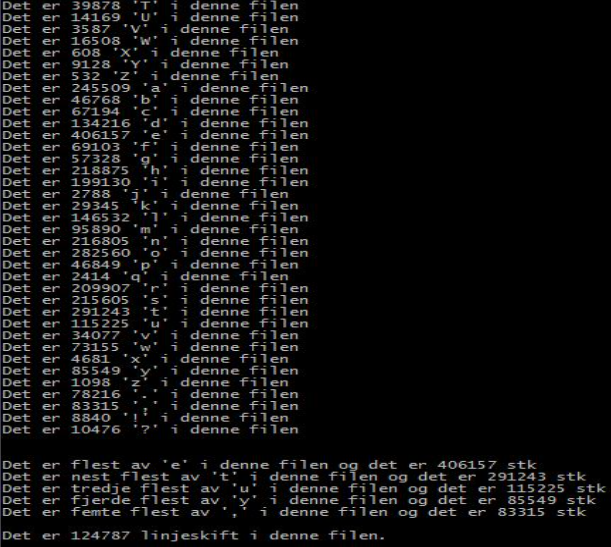 Det er 39878 'T' i denne filen
Det er 14169 'U' i denne filen
Det er 3587 'V' i denne filen
Det er 16508 'W' i denne filen
Det er 608 'X' i denne filen
Det er 9128 'Y' i denne filen
Det er 532 'Z' i denne filen
Det er 245509 'a' i denne filen
Det er 46768 'b' i denne filen
Det er 67194 'c' i denne filen
Det er 134216 'd' i denne filen
Det er 406157 'e' i denne filen
Det er 69103 'f' i denne filen
Det er 57328 'g' i denne filen
Det er 218875 'h' i denne filen
Det er 199130 'i' i denne filen
Det er 2788 'j' i denne filen
Det er 29345 'k' i denne filen
Det er 146532 'l' i denne filen
Det er 95890 'm' i denne filen
Det er 216805 'n' i denne filen
Det er 282560 'o' i denne filen
Det er 46849 'p' i denne filen
Det er 2414 'q' i denne filen
Det er 209907 'r' i denne filen
Det er 215605 's' i denne filen
Det er 291243 't' i denne filen
Det er 115225 'u' i denne filen
Det er 34077 'v' i denne filen
Det er 73155 'w' i denne filen
Det er 4681 'x' i denne filen
Det er 85549 'y' i denne filen
Det er 1098 'z' i denne filen
Det er 78216 '.' i denne filen
Det er 83315 ',' i denne filen
Det er 8840 '!' i denne filen
Det er 10476 '?' i denne filen
Det er flest av 'e' i denne filen og det er 406157 stk
Det er nest flest av 't' i denne filen og det er 291243 stk
Det er tredje flest av 'u' i denne filen og det er 115225 stk
Det er fjerde flest av 'y' i denne filen og det er 85549 stk
Det er femte flest av ',' i denne filen og det er 83315 stk
Det er 124787 linjeskift i denne filen.